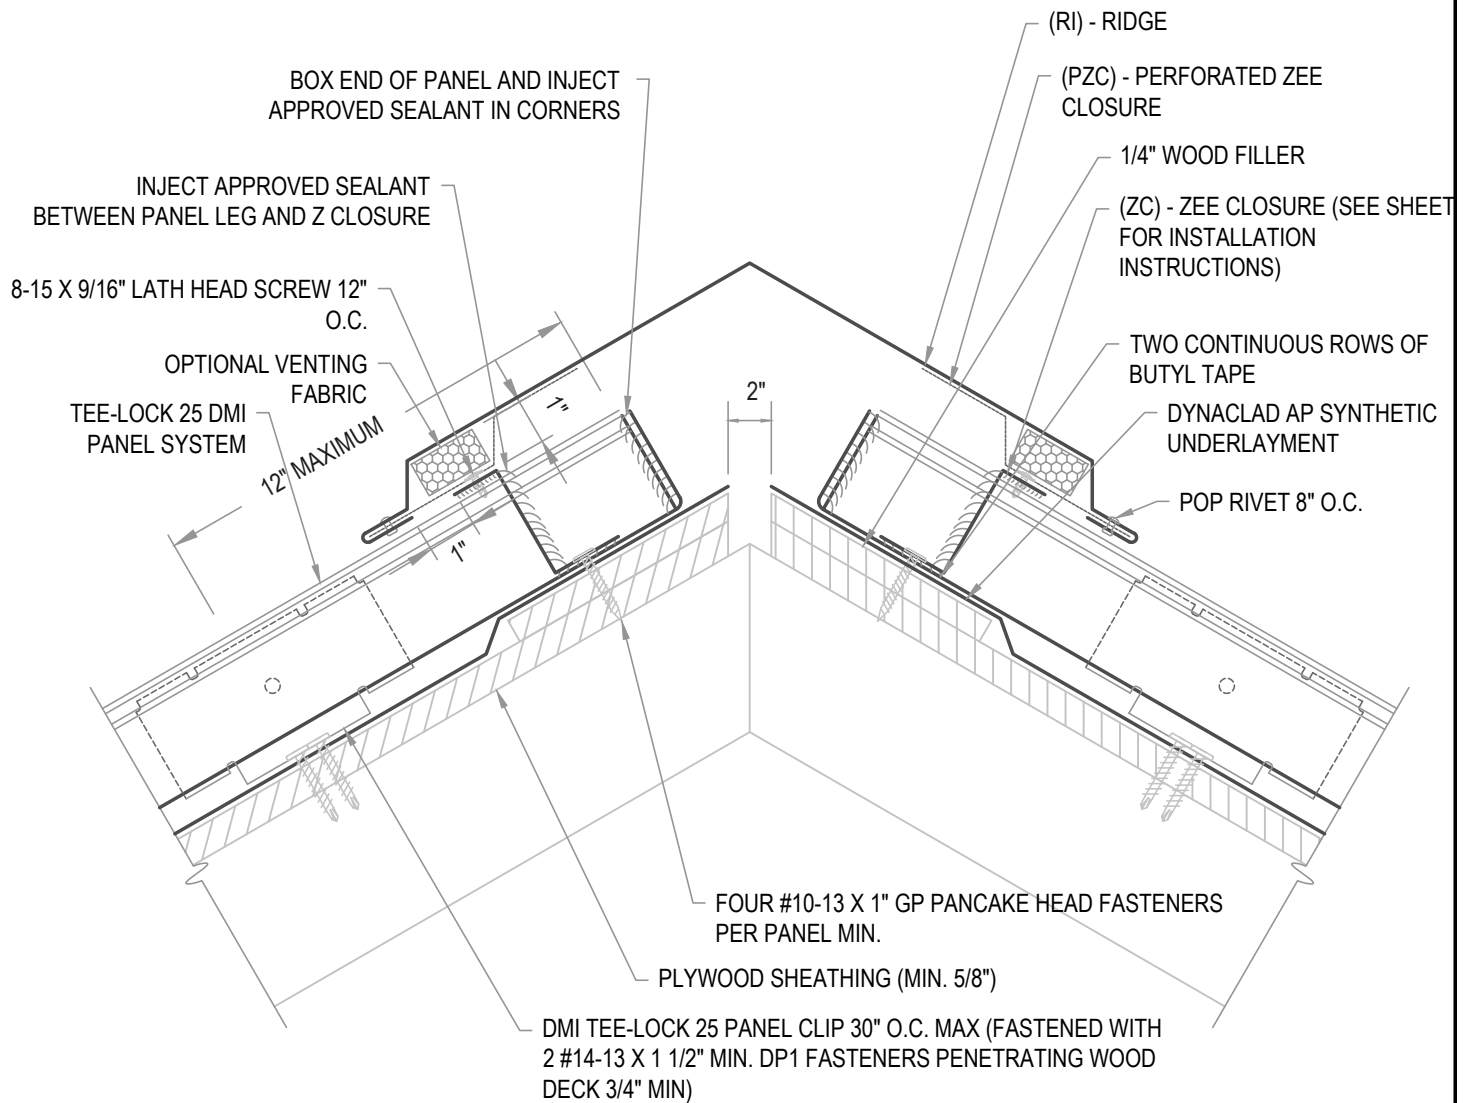 (RI) - RIDGE
BOX END OF PANEL AND INJECT
APPROVED SEALANT IN CORNERS
(PZC) - PERFORATED ZEE
CLOSURE
1/4" WOOD FILLER
INJECT APPROVED SEALANT
BETWEEN PANEL LEG AND Z CLOSURE
(ZC) - ZEE CLOSURE (SEE SHEET
FOR INSTALLATION
INSTRUCTIONS)
8-15 X 9/16" LATH HEAD SCREW 12"
O.C.
OPTIONAL VENTING
FABRIC
TWO CONTINUOUS ROWS OF
BUTYL TAPE
TEE-LOCK 25 DMI
PANEL SYSTEM
12" MAXIMUM
1"
2"
1"
DYNACLAD AP SYNTHETIC
UNDERLAYMENT
POP RIVET 8" O.C.
FOUR #10-13 X 1" GP PANCAKE HEAD FASTENERS
PER PANEL MIN.
PLYWOOD SHEATHING (MIN. 5/8")
DMI TEE-LOCK 25 PANEL CLIP 30" O.C. MAX (FASTENED WITH
2 #14-13 X 1 1/2" MIN. DP1 FASTENERS PENETRATING WOOD
DECK 3/4" MIN)